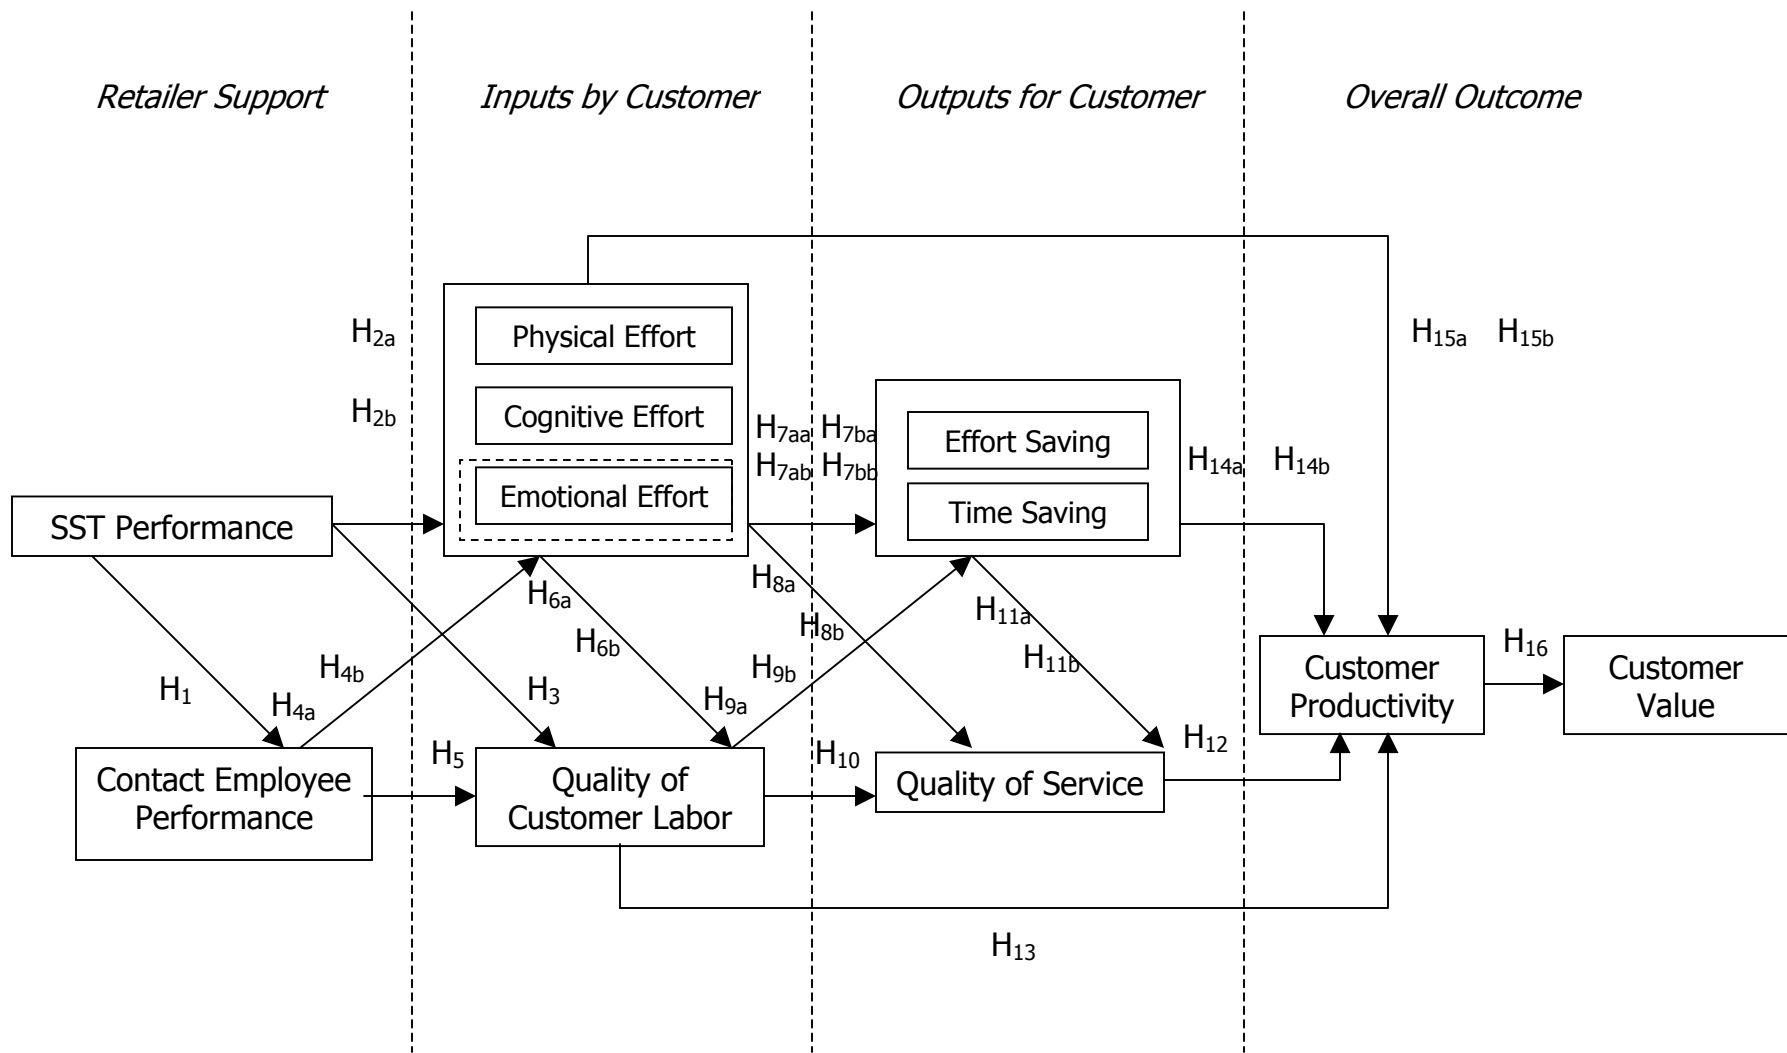 Retailer Support
Inputs by Customer
Outputs for Customer
Overall Outcome
H2a
H2b
Physical Effort
Cognitive Effort
Emotional Effort
H7aa H7ba
H7ab H7bb
Effort Saving
Time Saving
H14a H14b
H15a H15b
SST Performance
H1
H4a
H4b
H3
H6a
H6b
H8a
H8b
H9a
H9b
H11a
H11b
Contact Employee
Performance
H5
Quality of
Customer Labor
H10
Quality of Service
H12
H13
Customer
Productivity
H16
Customer
Value